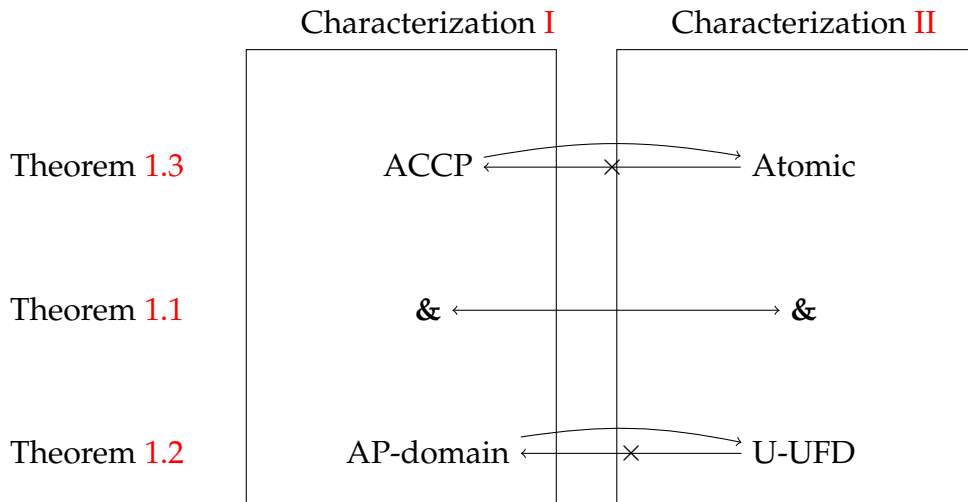 Characterization I Characterization II
Theorem 1.3 ACCP Atomic
Theorem 1.1 & &
Theorem 1.2 AP-domain U-UFD